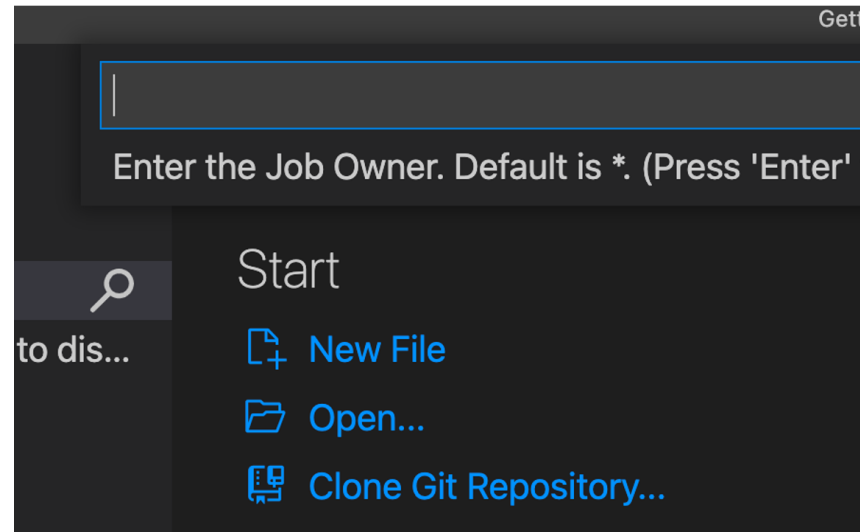 Gett
Enter the Job Owner. Default is *. (Press 'Enter'
to dis...
Start
New File
Open...
Clone Git Repository...